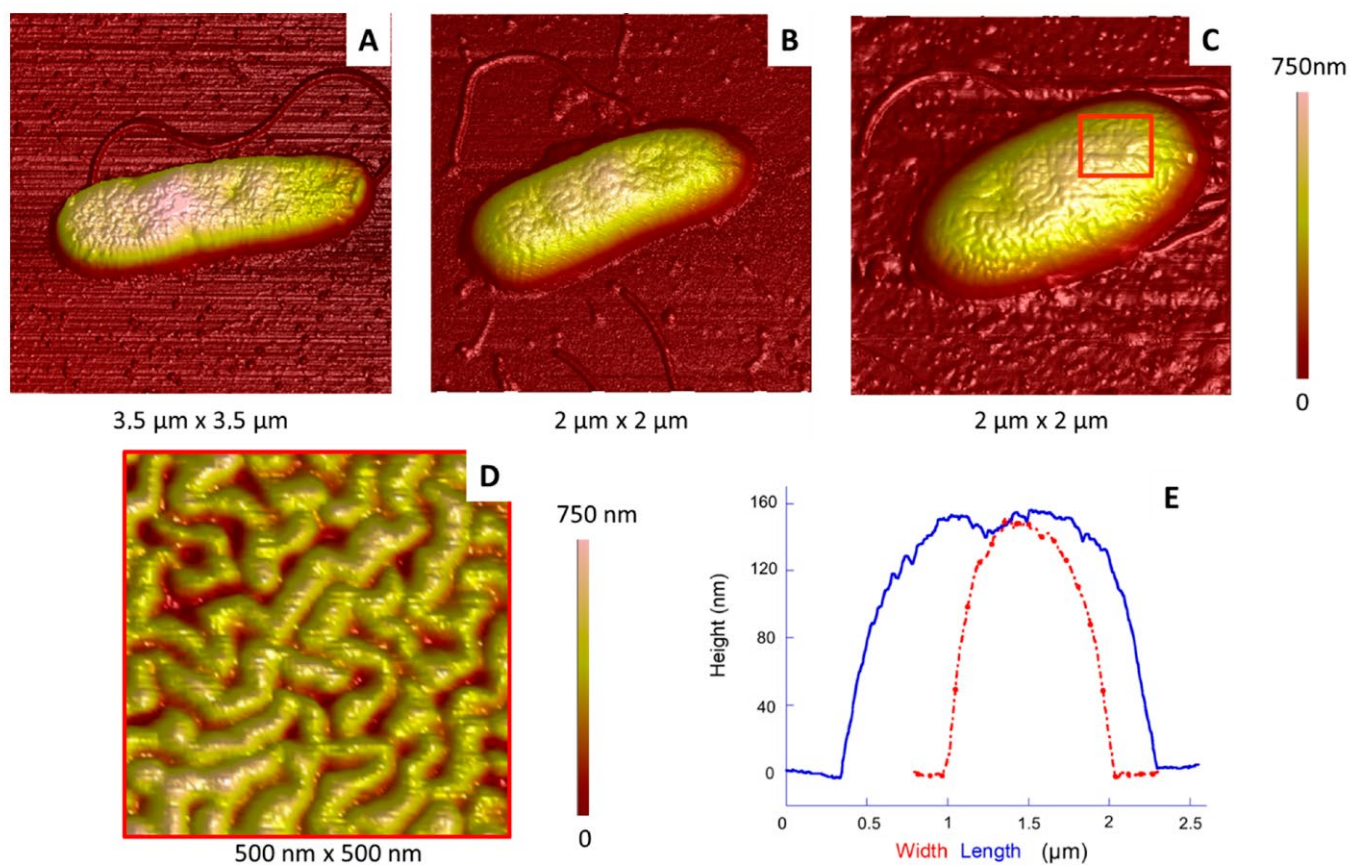 A
B
C
750nm
0
3.5 µm x 3.5 µm
2 µm x 2 µm
2 µm x 2 µm
D
750 nm
0
500 nm x 500 nm
E
160
120
80
40
0
Height (nm)
0 0.5 1 1.5 2 2.5
Width Length (µm)